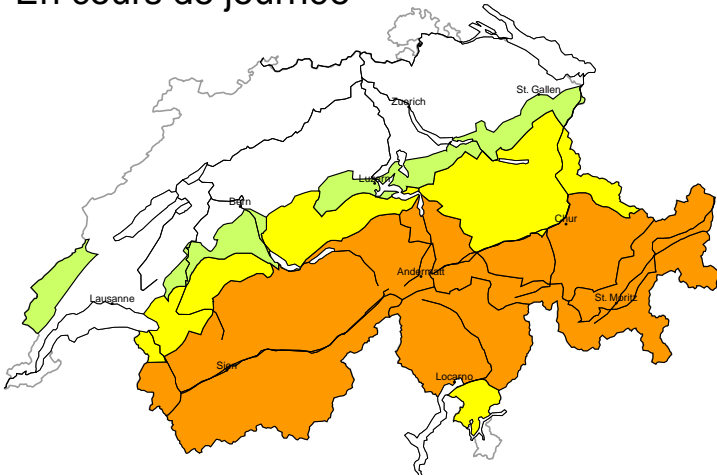 En cours de journée
St. Gallen
Zuerich
Luzern
Bern
Chur
Andermatt
Lausanne
St. Moritz
Sion
Locarno